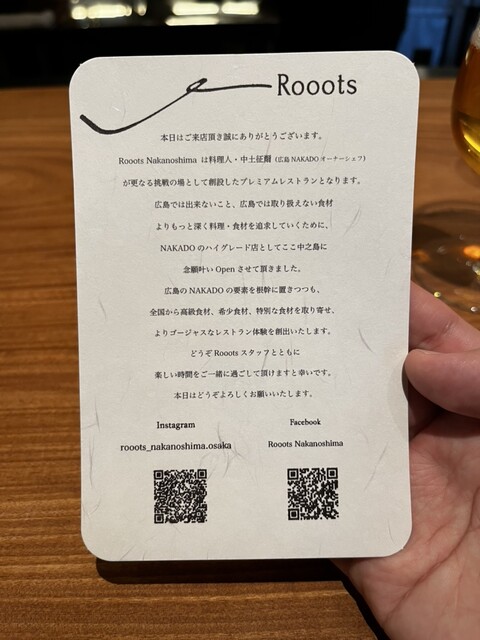 Rooots
本日はご来店頂き誠にありがとうございます。
Rooots Nakanoshima は料理人・中土征爾（広島 NAKADO オーナーシェフ）
が更なる挑戦の場として創設したプレミアムレストランとなります。
広島では出来ないこと、広島では取り扱えない食材
よりもっと深く料理・食材を追求していくために、
NAKADO のハイグレード店としてここ中之島に
念願叶い Open させて頂きました。
広島の NAKADO の要素を根幹に置きつつも、
全国から高級食材、希少食材、特別な食材を取り寄せ、
よりゴージャスなレストラン体験を創出いたします。
どうぞ Rooots スタッフとともに
楽しい時間をご一緒に過ごして頂けますと幸いです。
本日はどうぞよろしくお願いいたします。
Instagram Facebook
rooots_nakanoshima.osaka Rooots Nakanoshima